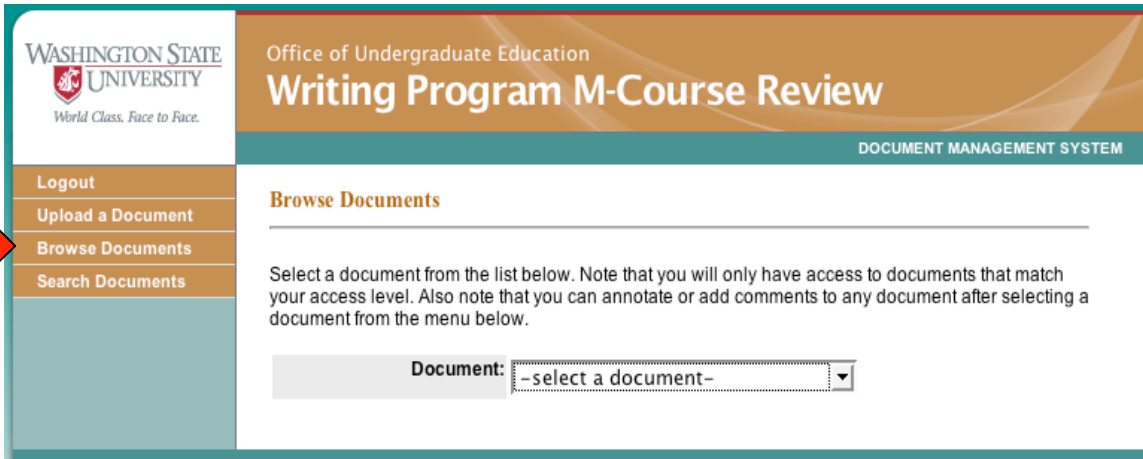 WASHINGTON STATE
UNIVERSITY
World Class. Face to Face.
Office of Undergraduate Education
Writing Program M-Course Review
DOCUMENT MANAGEMENT SYSTEM
Logout
Upload a Document
Browse Documents
Search Documents
Browse Documents
Select a document from the list below. Note that you will only have access to documents that match
your access level. Also note that you can annotate or add comments to any document after selecting a
document from the menu below.
Document: –select a document–